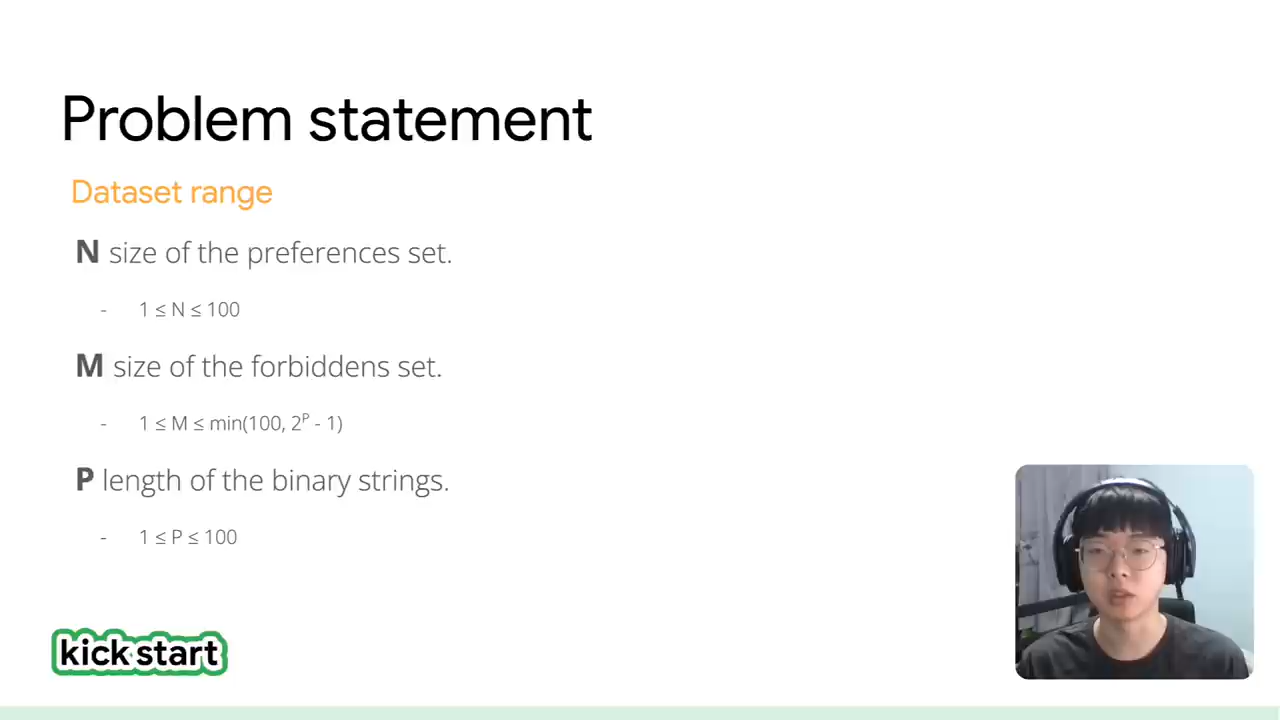 Problem statement
Dataset range
N size of the preferences set.
- 1 ≤ N ≤ 100
M size of the forbiddens set.
- 1 ≤ M ≤ min(100, 2ᴾ - 1)
P length of the binary strings.
- 1 ≤ P ≤ 100
kick start